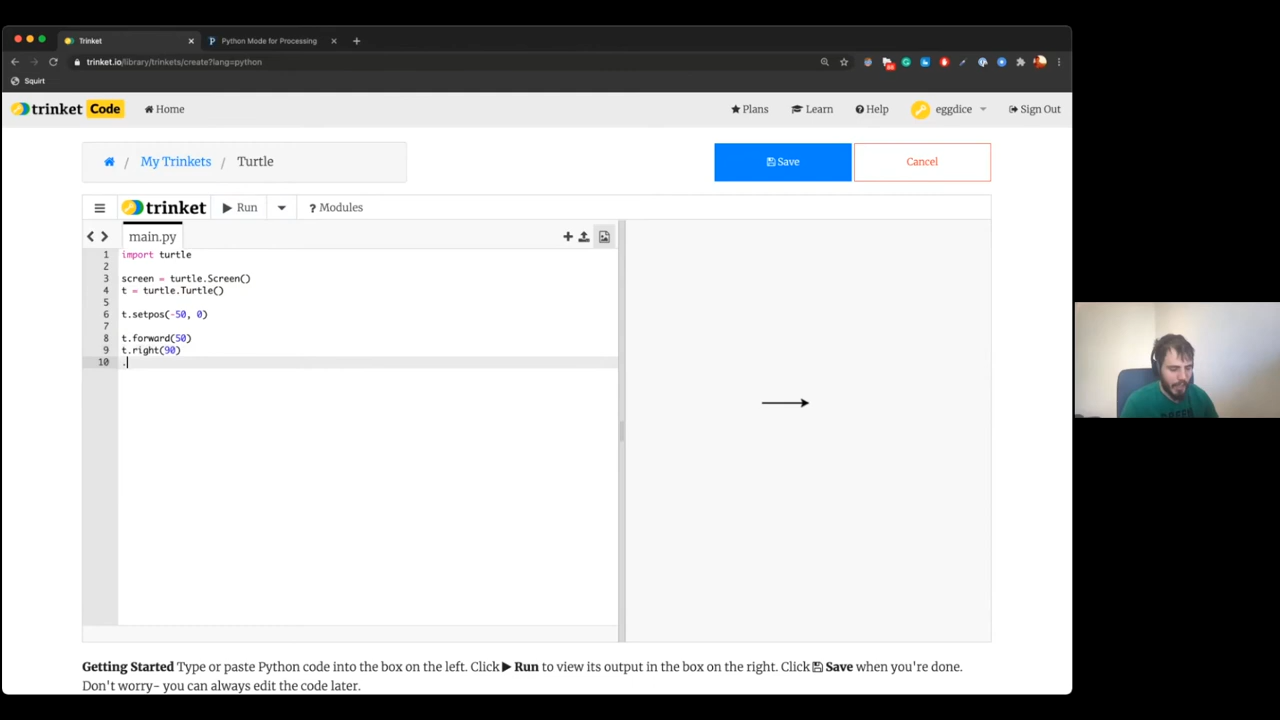 Trinket
Python Mode for Processing
trinket.io/library/trinkets/create?lang=python
Squirt
trinket Code Home Plans Learn Help eggdice Sign Out
/ My Trinkets / Turtle Save Cancel
trinket Run ? Modules
main.py
1 import turtle
2
3 screen = turtle.Screen()
4 t = turtle.Turtle()
5
6 t.setpos(-50, 0)
7
8 t.forward(50)
9 t.right(90)
10 .
Getting Started Type or paste Python code into the box on the left. Click Run to view its output in the box on the right. Click Save when you're done.
Don't worry- you can always edit the code later.